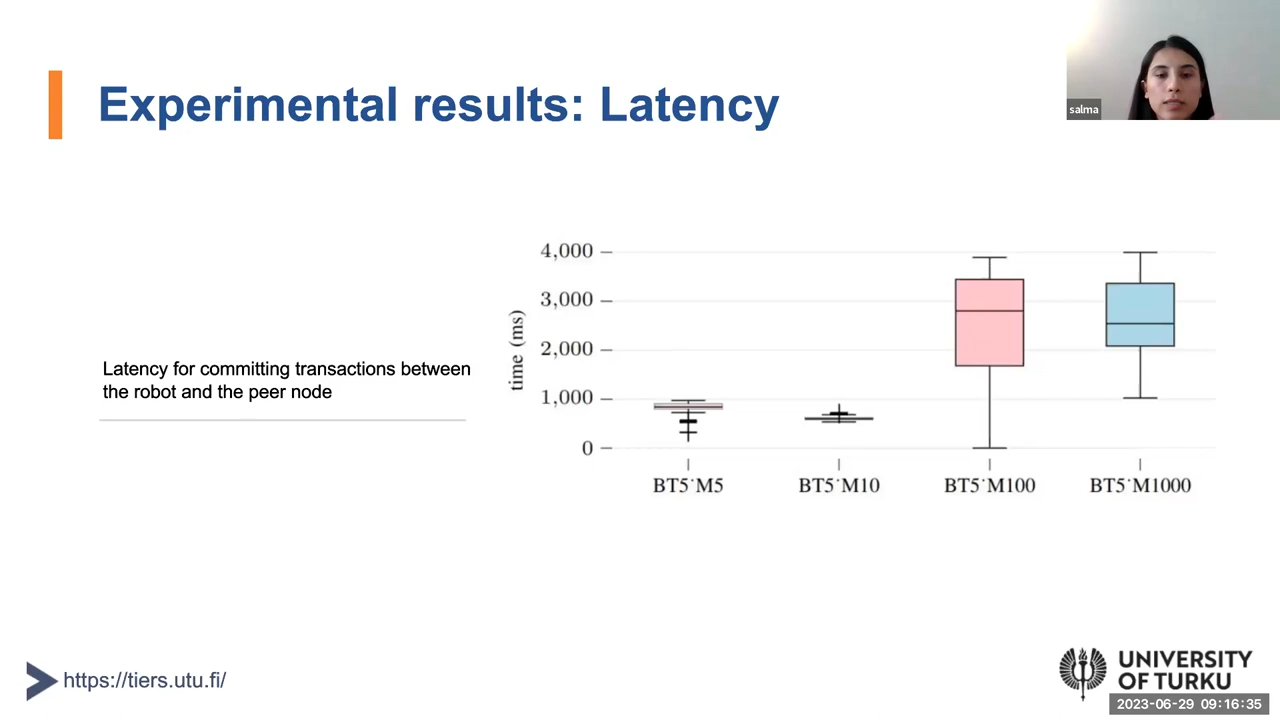 Experimental results: Latency
salma
Latency for committing transactions between
the robot and the peer node
time (ms)
4,000
3,000
2,000
1,000
0
BT5˙M5
BT5˙M10
BT5˙M100
BT5˙M1000
https://tiers.utu.fi/
UNIVERSITY
OF TURKU
2023-06-29 09:16:35